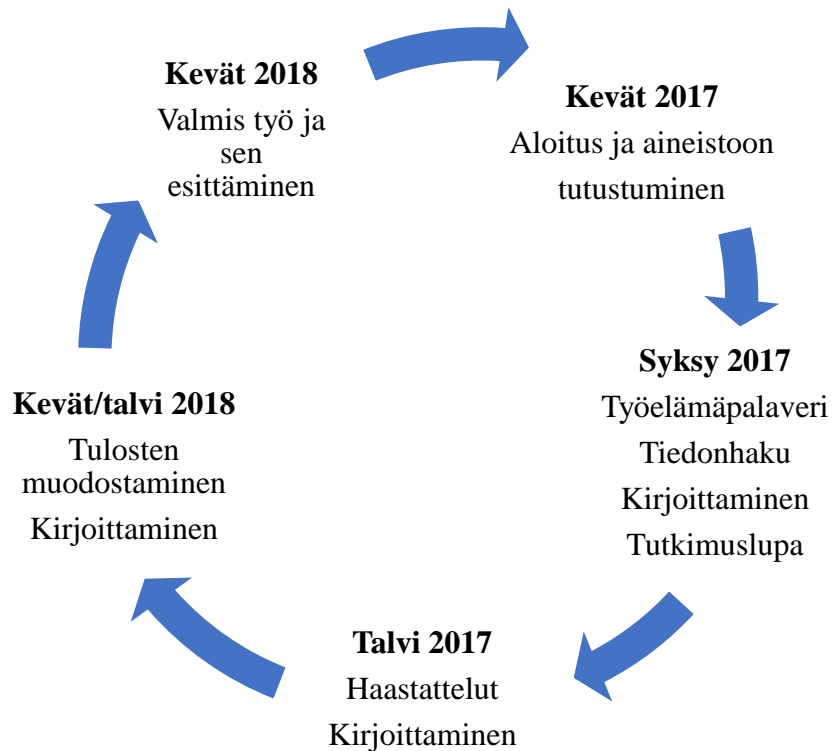 Kevät 2018
Valmis työ ja
sen
esittäminen
Kevät 2017
Aloitus ja aineistoon
tutustuminen
Syksy 2017
Työelämäpalaveri
Tiedonhaku
Kirjoittaminen
Tutkimuslupa
Talvi 2017
Haastattelut
Kirjoittaminen
Kevät/talvi 2018
Tulosten
muodostaminen
Kirjoittaminen